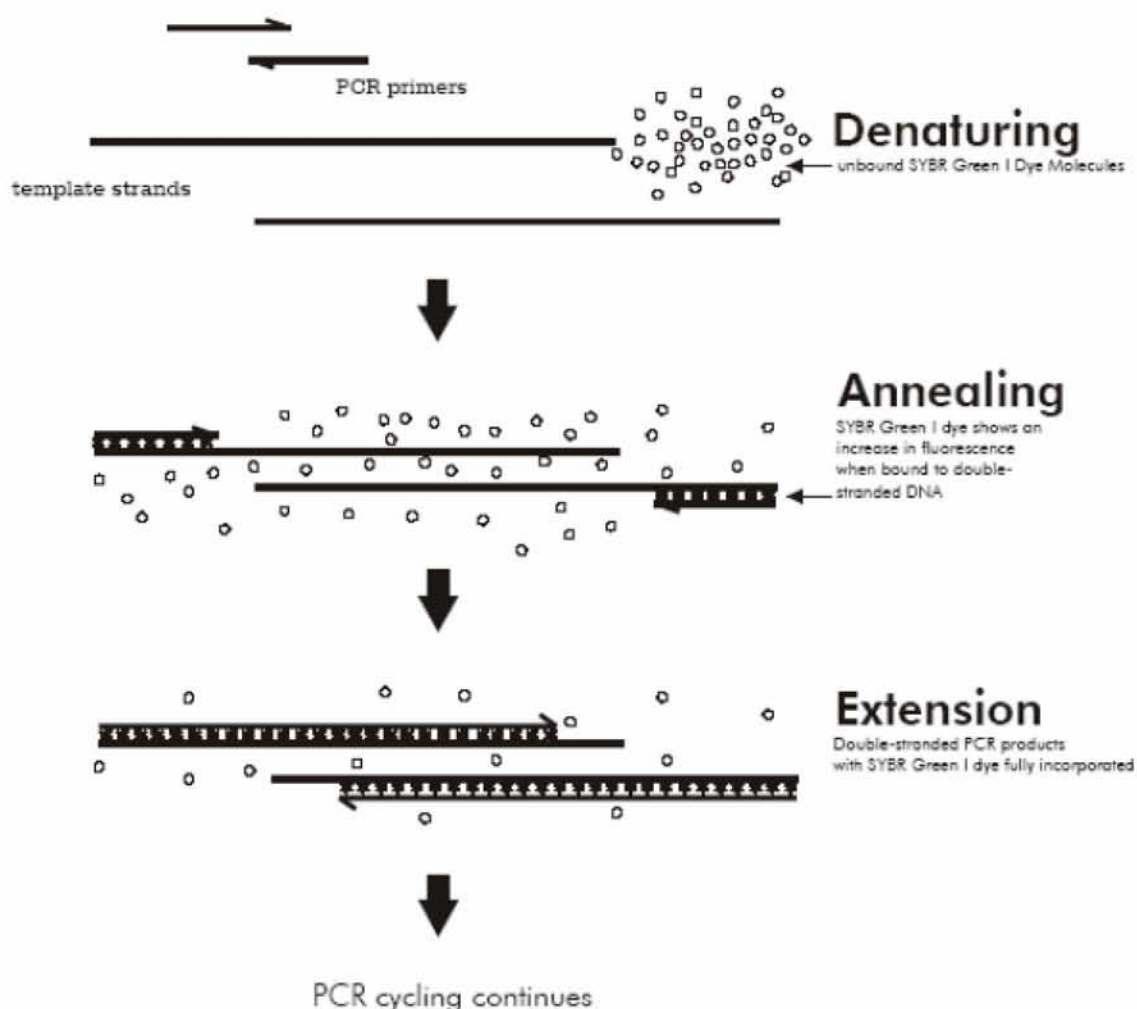 PCR primers
Denaturing
unbound SYBR Green I Dye Molecules
template strands
Annealing
SYBR Green I dye shows an
increase in fluorescence
when bound to double-
stranded DNA
Extension
Double-stranded PCR products
with SYBR Green I dye fully incorporated
PCR cycling continues